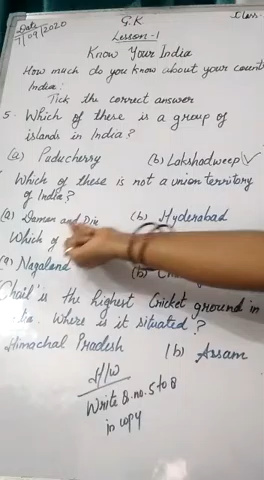 Date
7/09/2020
G.K
Class-
Lesson-1
Know Your India
How much do you know about your count
India:
Tick the correct answer
5. Which of these is a group of
islands in India?
(a) Puducherry (b) Lakshadweep ✓
Which of these is not a union territory
of India?
(a) Daman and Diu (b) Hyderabad
Which of
(a) Nagaland (b)
Chail is the highest Cricket ground in
Where is it situated?
Himachal Pradesh (b) Assam
H/W
Write Q.no. 5 to 8
in copy